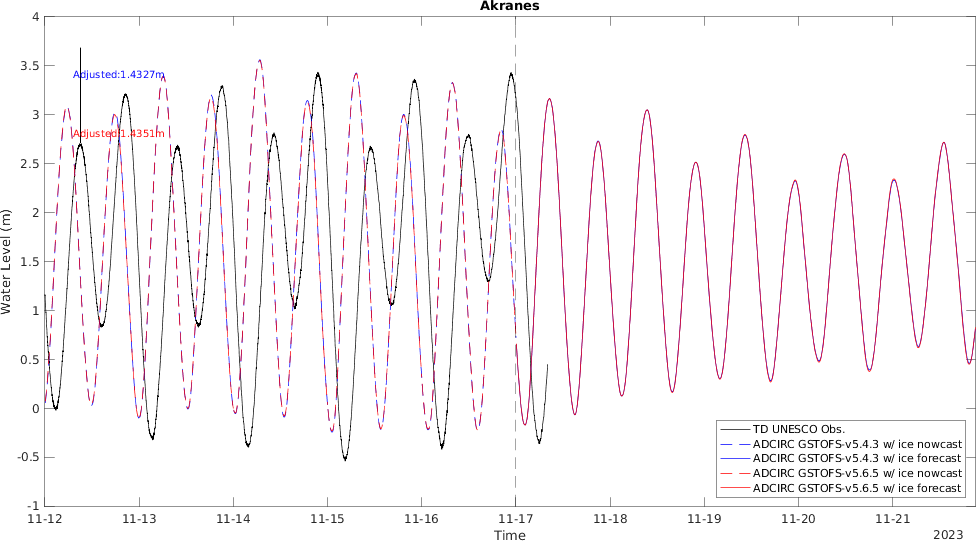 Akranes
4
3.5
3
2.5
2
1.5
1
0.5
0
-0.5
-1
Water Level (m)
Adjusted:1.4327m
Adjusted:1.4351m
TD UNESCO Obs.
ADCIRC GSTOFS-v5.4.3 w/ ice nowcast
ADCIRC GSTOFS-v5.4.3 w/ ice forecast
ADCIRC GSTOFS-v5.6.5 w/ ice nowcast
ADCIRC GSTOFS-v5.6.5 w/ ice forecast
11-12 11-13 11-14 11-15 11-16 11-17 11-18 11-19 11-20 11-21
Time
2023